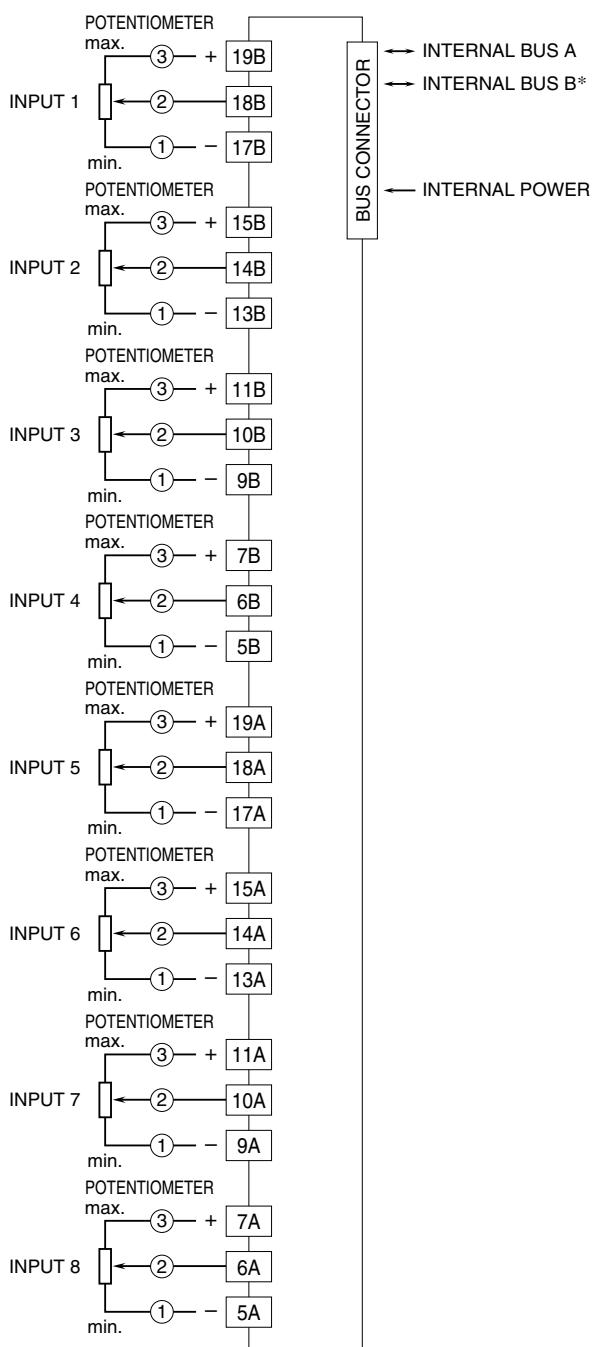 POTENTIOMETER
max.
③ + 19B
INPUT 1 ② 18B
① − 17B
min.
POTENTIOMETER
max.
③ + 15B
INPUT 2 ② 14B
① − 13B
min.
POTENTIOMETER
max.
③ + 11B
INPUT 3 ② 10B
① − 9B
min.
POTENTIOMETER
max.
③ + 7B
INPUT 4 ② 6B
① − 5B
min.
POTENTIOMETER
max.
③ + 19A
INPUT 5 ② 18A
① − 17A
min.
POTENTIOMETER
max.
③ + 15A
INPUT 6 ② 14A
① − 13A
min.
POTENTIOMETER
max.
③ + 11A
INPUT 7 ② 10A
① − 9A
min.
POTENTIOMETER
max.
③ + 7A
INPUT 8 ② 6A
① − 5A
min.
BUS CONNECTOR
INTERNAL BUS A
INTERNAL BUS B*
INTERNAL POWER